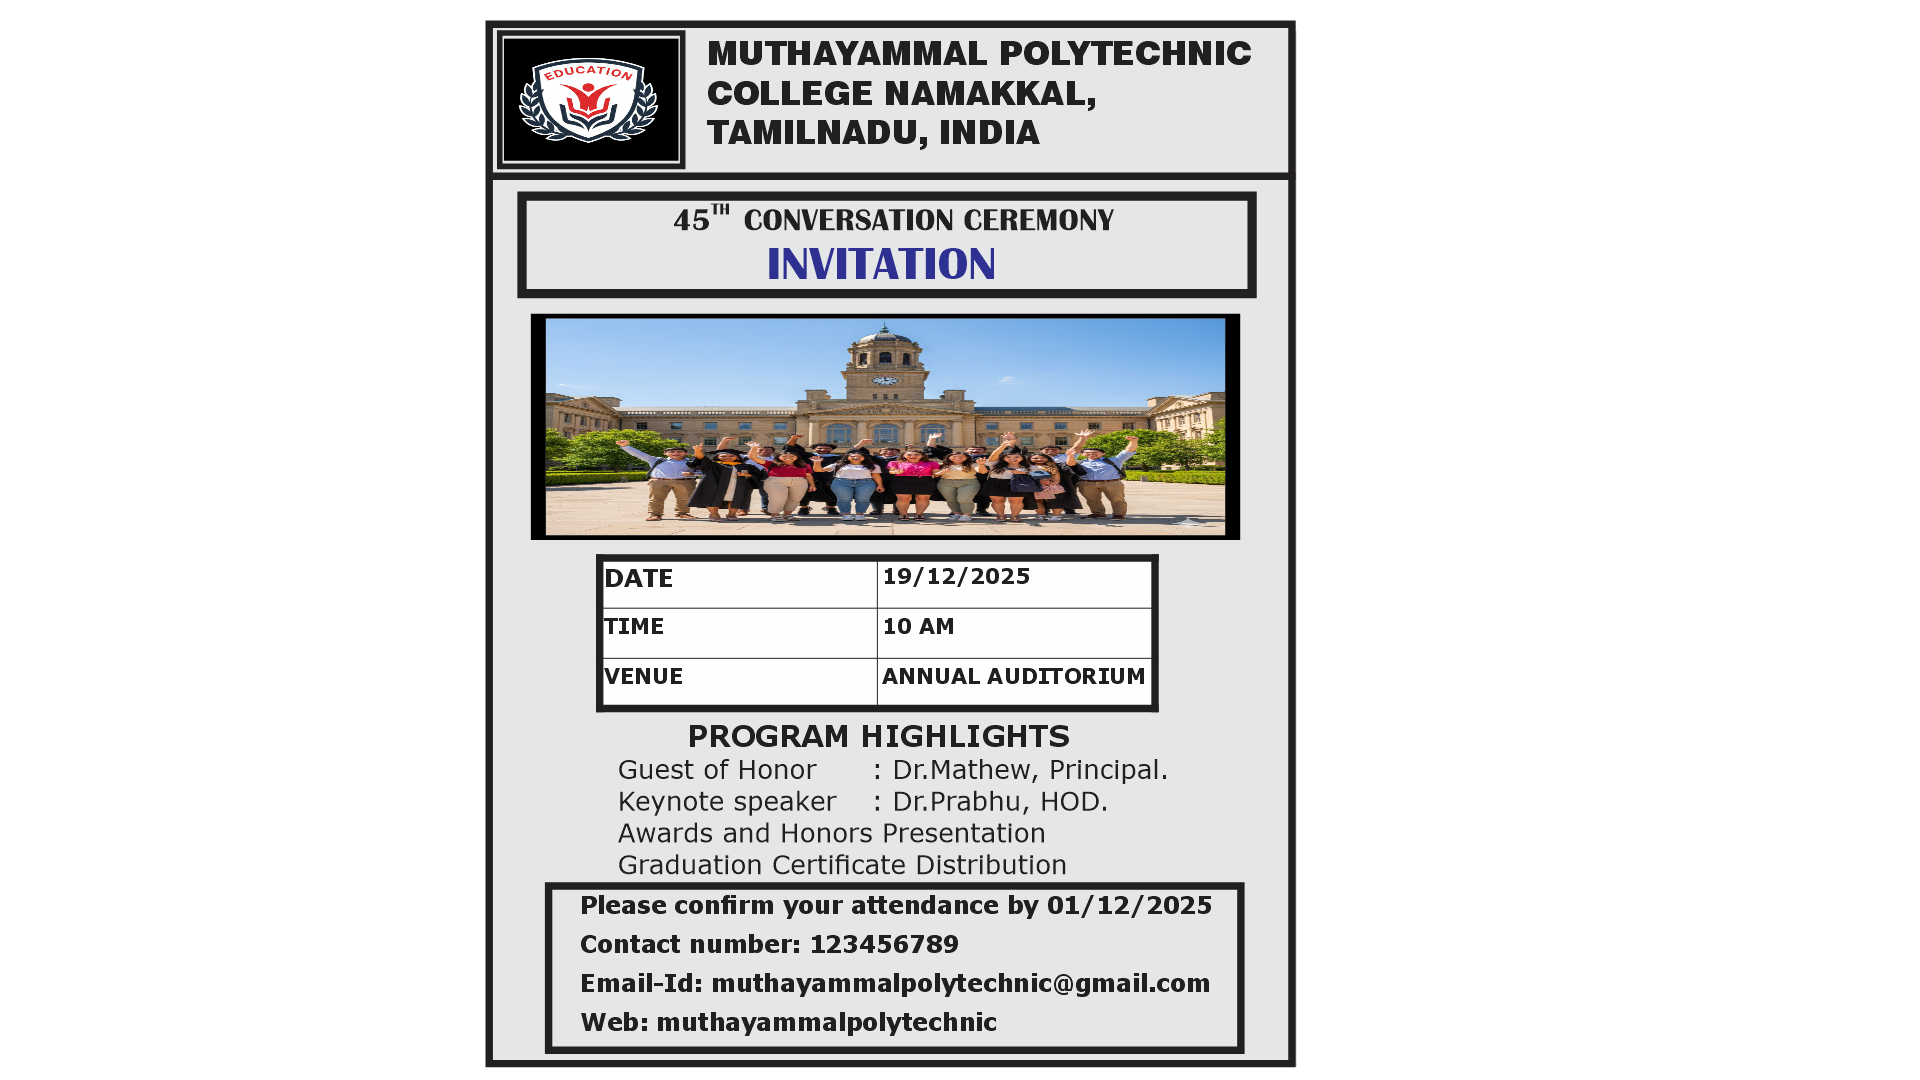 EDUCATION
MUTHAYAMMAL POLYTECHNIC
COLLEGE NAMAKKAL,
TAMILNADU, INDIA
45TH CONVERSATION CEREMONY
INVITATION
DATE 19/12/2025
TIME 10 AM
VENUE ANNUAL AUDITORIUM
PROGRAM HIGHLIGHTS
Guest of Honor : Dr.Mathew, Principal.
Keynote speaker : Dr.Prabhu, HOD.
Awards and Honors Presentation
Graduation Certificate Distribution
Please confirm your attendance by 01/12/2025
Contact number: 123456789
Email-Id: muthayammalpolytechnic@gmail.com
Web: muthayammalpolytechnic